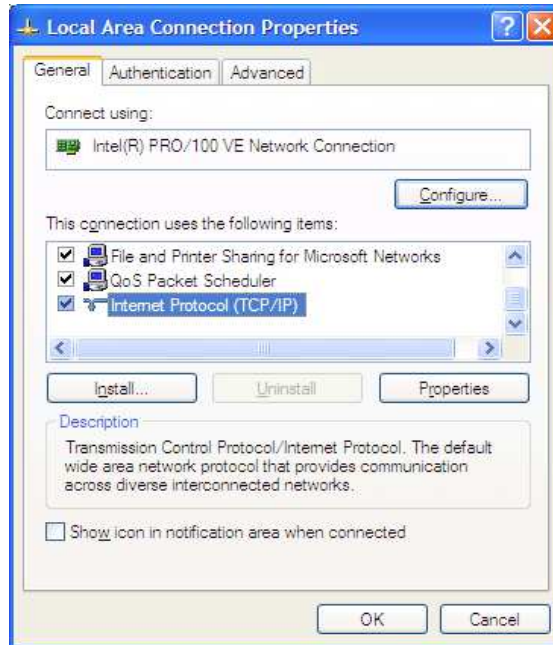 Local Area Connection Properties
General Authentication Advanced
Connect using:
Intel(R) PRO/100 VE Network Connection
Configure...
This connection uses the following items:
File and Printer Sharing for Microsoft Networks
QoS Packet Scheduler
Internet Protocol (TCP/IP)
Install... Uninstall Properties
Description
Transmission Control Protocol/Internet Protocol. The default
wide area network protocol that provides communication
across diverse interconnected networks.
Show icon in notification area when connected
OK Cancel